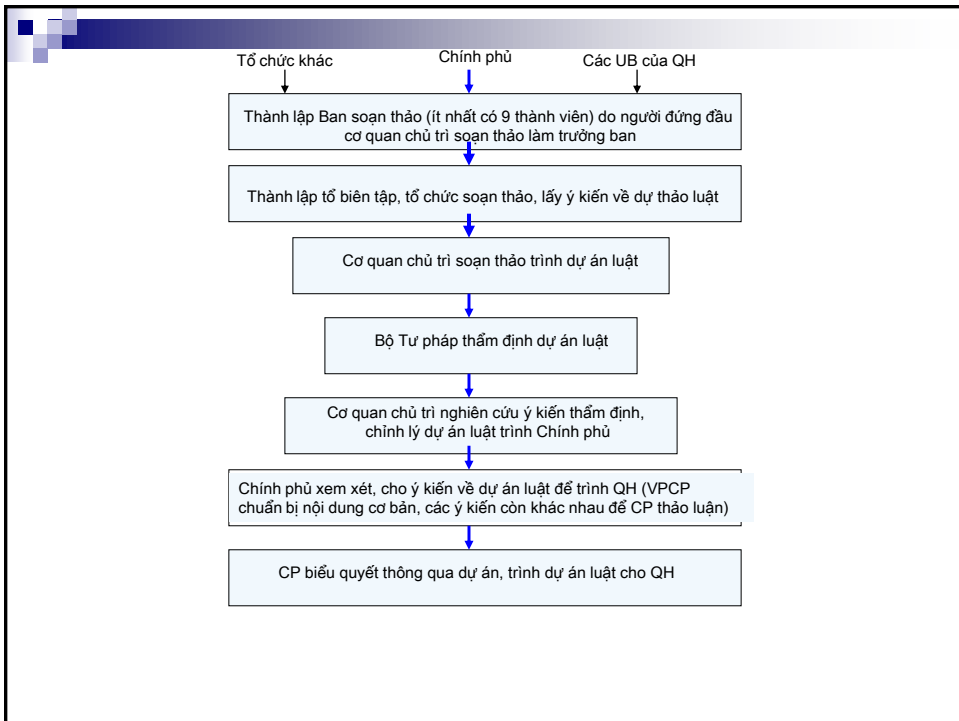 Tổ chức khác
Chính phủ
Các UB của QH
Thành lập Ban soạn thảo (ít nhất có 9 thành viên) do người đứng đầu
cơ quan chủ trì soạn thảo làm trưởng ban
Thành lập tổ biên tập, tổ chức soạn thảo, lấy ý kiến về dự thảo luật
Cơ quan chủ trì soạn thảo trình dự án luật
Bộ Tư pháp thẩm định dự án luật
Cơ quan chủ trì nghiên cứu ý kiến thẩm định,
chỉnh lý dự án luật trình Chính phủ
Chính phủ xem xét, cho ý kiến về dự án luật để trình QH (VPCP
chuẩn bị nội dung cơ bản, các ý kiến còn khác nhau để CP thảo luận)
CP biểu quyết thông qua dự án, trình dự án luật cho QH